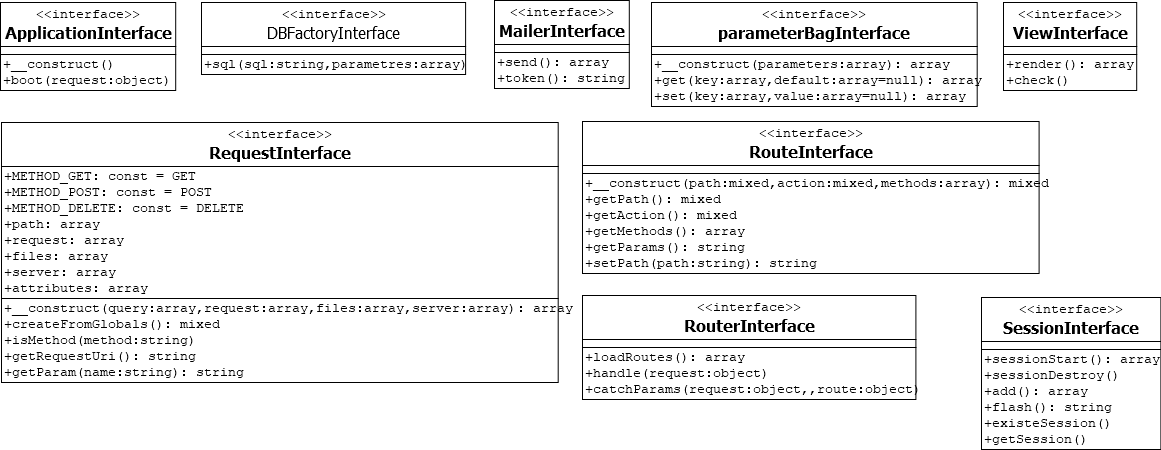 <<interface>>
ApplicationInterface
+__construct()
+boot(request:object)
<<interface>>
DBFactoryInterface
+sql(sql:string,parametres:array)
<<interface>>
MailerInterface
+send(): array
+token(): string
<<interface>>
parameterBagInterface
+__construct(parameters:array): array
+get(key:array,default:array=null): array
+set(key:array,value:array=null): array
<<interface>>
ViewInterface
+render(): array
+check()
<<interface>>
RequestInterface
+METHOD_GET: const = GET
+METHOD_POST: const = POST
+METHOD_DELETE: const = DELETE
+path: array
+request: array
+files: array
+server: array
+attributes: array
+__construct(query:array,request:array,files:array,server:array): array
+createFromGlobals(): mixed
+isMethod(method:string)
+getRequestUri(): string
+getParam(name:string): string
<<interface>>
RouteInterface
+__construct(path:mixed,action:mixed,methods:array): mixed
+getPath(): mixed
+getAction(): mixed
+getMethods(): array
+getParams(): string
+setPath(path:string): string
<<interface>>
RouterInterface
+loadRoutes(): array
+handle(request:object)
+catchParams(request:object,,route:object)
<<interface>>
SessionInterface
+sessionStart(): array
+sessionDestroy()
+add(): array
+flash(): string
+existeSession()
+getSession()